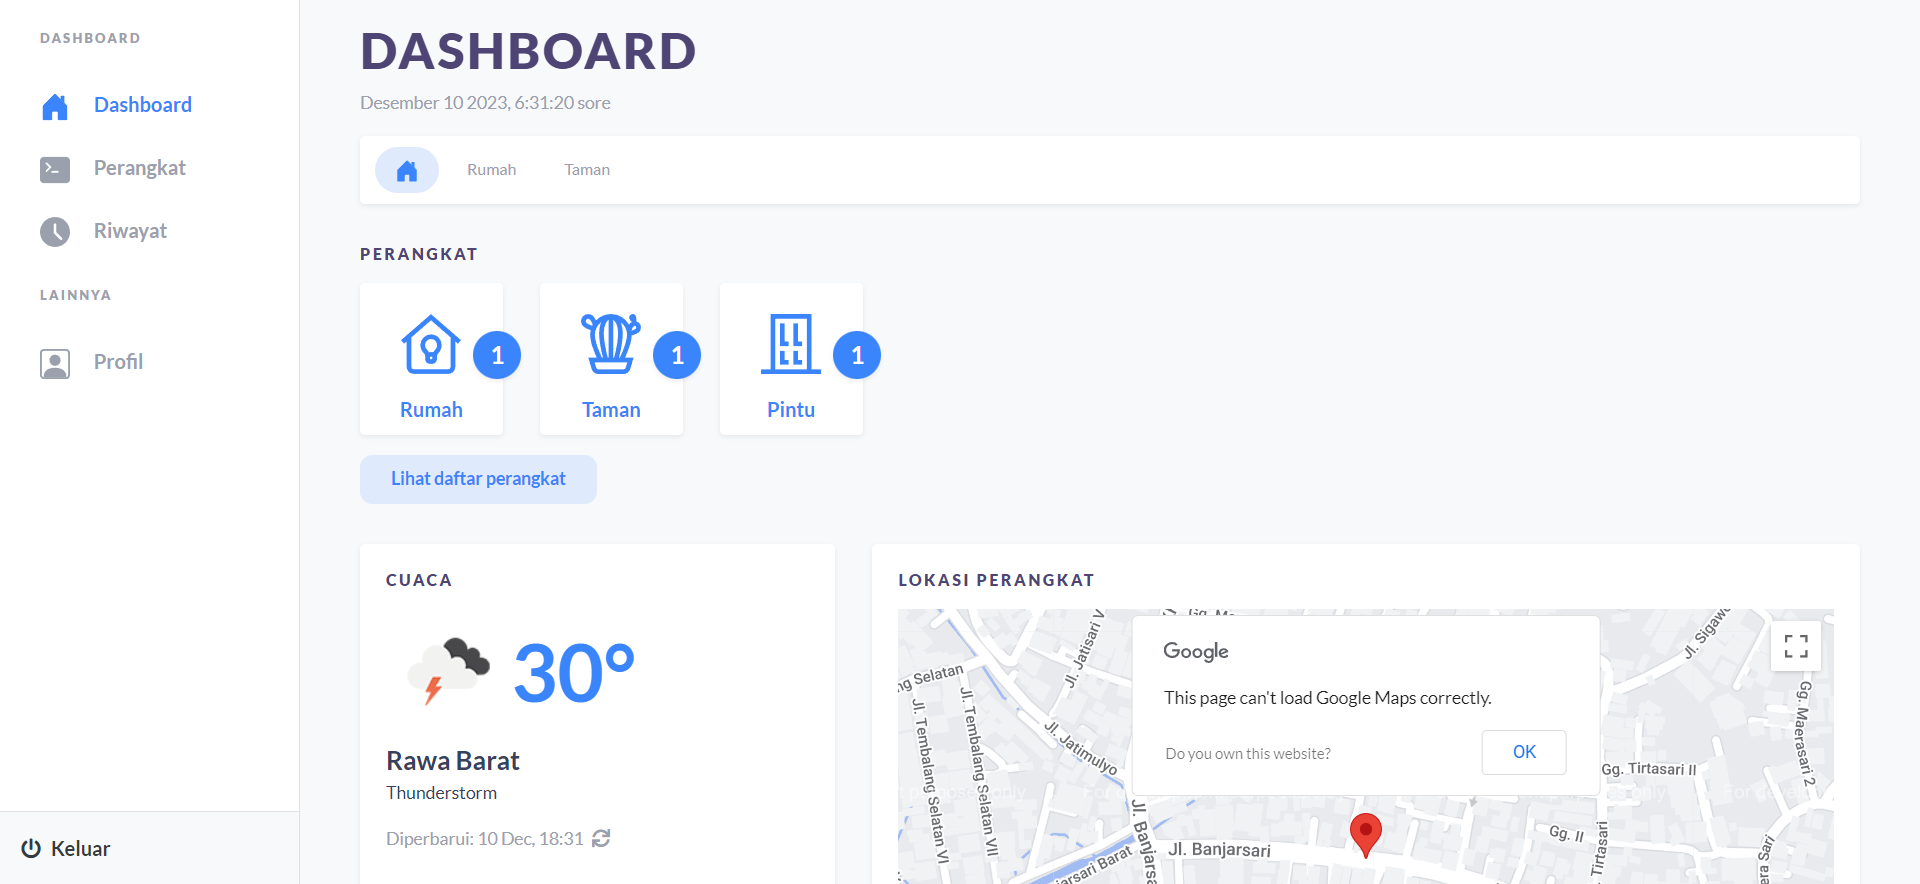 DASHBOARD
Dashboard
Perangkat
Riwayat
LAINNYA
Profil
Keluar
DASHBOARD
Desember 10 2023, 6:31:20 sore
Rumah
Taman
PERANGKAT
1
Rumah
1
Taman
1
Pintu
Lihat daftar perangkat
CUACA
30°
Rawa Barat
Thunderstorm
Diperbarui: 10 Dec, 18:31
LOKASI PERANGKAT
Google
This page can't load Google Maps correctly.
Do you own this website?
OK
Jl. Jatisari
Jl. Sigawo
ng Selatan
Jl. Tembalang Selatan VI
Jl. Tembalang Selatan VII
Jl. Jatimulyo
Gg. Maerasari 2
Gg. Tirtasari II
Gg. II
Jl. Banjarsari
Jl. Banjarsa
jarsari Barat
Tirtasari
era Sari